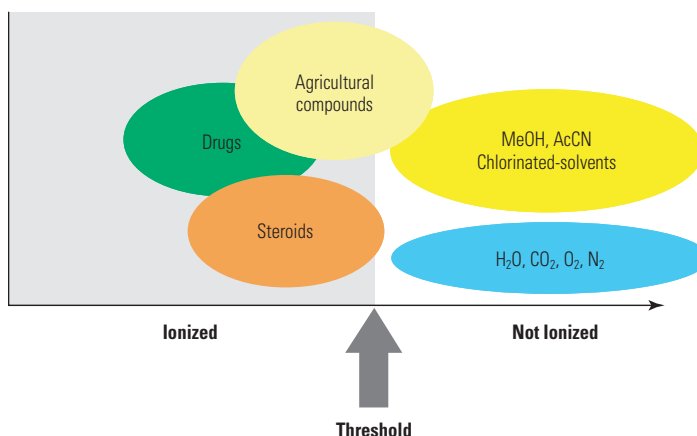 Agricultural
compounds
Drugs
MeOH, AcCN
Chlorinated-solvents
Steroids
H₂O, CO₂, O₂, N₂
Ionized
Not Ionized
Threshold